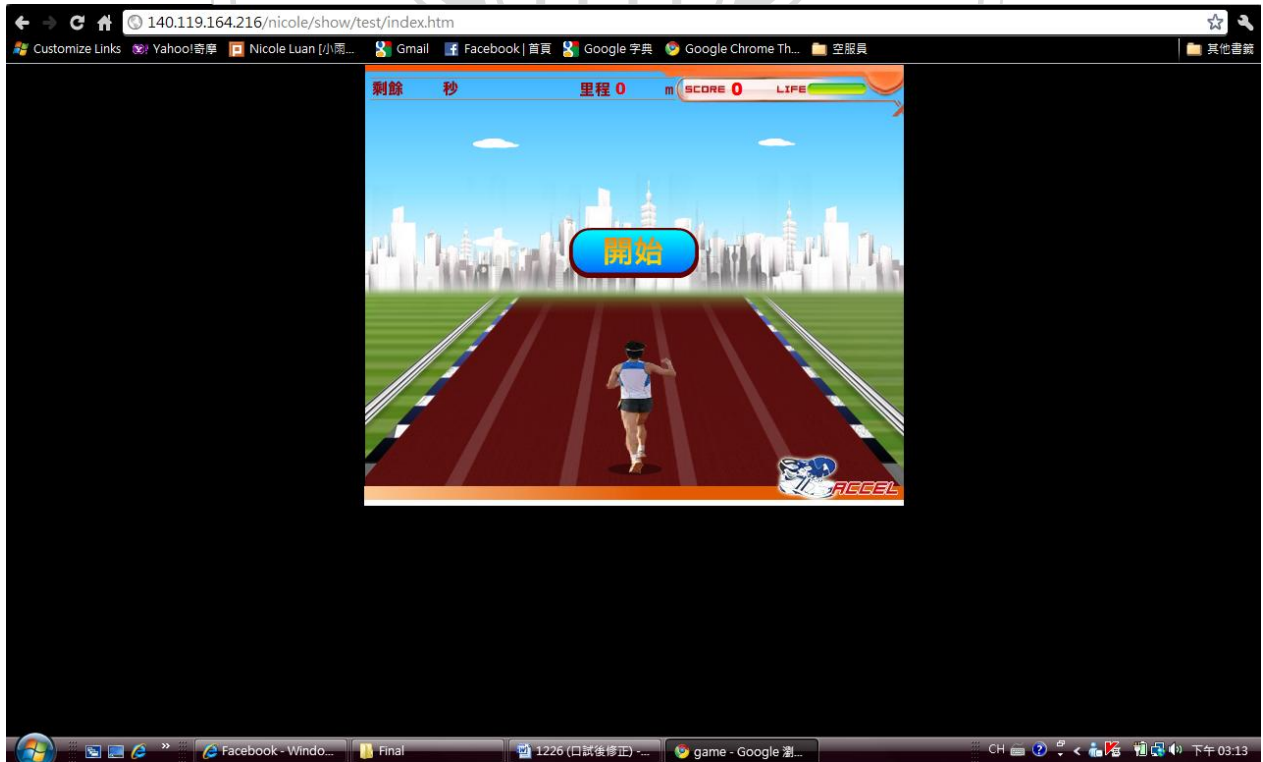 140.119.164.216/nicole/show/test/index.htm
Customize Links Yahoo!奇摩 Nicole Luan [小雨... Gmail Facebook | 首頁 Google 字典 Google Chrome Th... 空服員 其他書籤
剩餘 秒 里程 0 m SCORE 0 LIFE
開始
ACCEL
Facebook - Windo... Final 1226 (口試後修正) -... game - Google 瀏... CH 下午 03:13